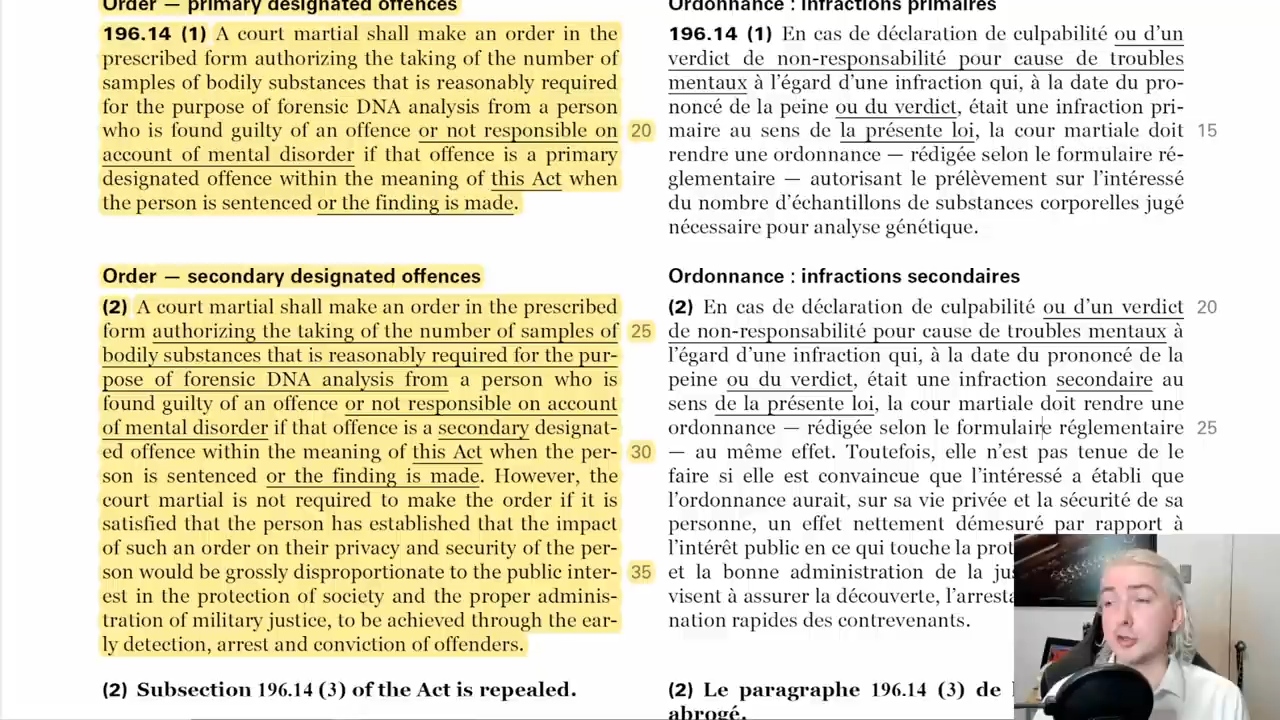 Order — primary designated offences
196.14 (1) A court martial shall make an order in the
prescribed form authorizing the taking of the number of
samples of bodily substances that is reasonably required
for the purpose of forensic DNA analysis from a person
who is found guilty of an offence or not responsible on
20
account of mental disorder if that offence is a primary
designated offence within the meaning of this Act when
the person is sentenced or the finding is made.
Order — secondary designated offences
(2) A court martial shall make an order in the prescribed
form authorizing the taking of the number of samples of
25
bodily substances that is reasonably required for the pur-
pose of forensic DNA analysis from a person who is
found guilty of an offence or not responsible on account
of mental disorder if that offence is a secondary designat-
ed offence within the meaning of this Act when the per-
30
son is sentenced or the finding is made. However, the
court martial is not required to make the order if it is
satisfied that the person has established that the impact
of such an order on their privacy and security of the per-
son would be grossly disproportionate to the public inter-
35
est in the protection of society and the proper adminis-
tration of military justice, to be achieved through the ear-
ly detection, arrest and conviction of offenders.
(2) Subsection 196.14 (3) of the Act is repealed.
Ordonnance : infractions primaires
196.14 (1) En cas de déclaration de culpabilité ou d'un
verdict de non-responsabilité pour cause de troubles
mentaux à l'égard d'une infraction qui, à la date du pro-
noncé de la peine ou du verdict, était une infraction pri-
maire au sens de la présente loi, la cour martiale doit
15
rendre une ordonnance — rédigée selon le formulaire ré-
glementaire — autorisant le prélèvement sur l'intéressé
du nombre d'échantillons de substances corporelles jugé
nécessaire pour analyse génétique.
Ordonnance : infractions secondaires
(2) En cas de déclaration de culpabilité ou d'un verdict
20
de non-responsabilité pour cause de troubles mentaux à
l'égard d'une infraction qui, à la date du prononcé de la
peine ou du verdict, était une infraction secondaire au
sens de la présente loi, la cour martiale doit rendre une
ordonnance — rédigée selon le formulaire réglementaire
25
— au même effet. Toutefois, elle n'est pas tenue de le
faire si elle est convaincue que l'intéressé a établi que
l'ordonnance aurait, sur sa vie privée et la sécurité de sa
personne, un effet nettement démesuré par rapport à
l'intérêt public en ce qui touche la prot
et la bonne administration de la jus
visent à assurer la découverte, l'arresta
nation rapides des contrevenants.
(2) Le paragraphe 196.14 (3) de
abrogé.